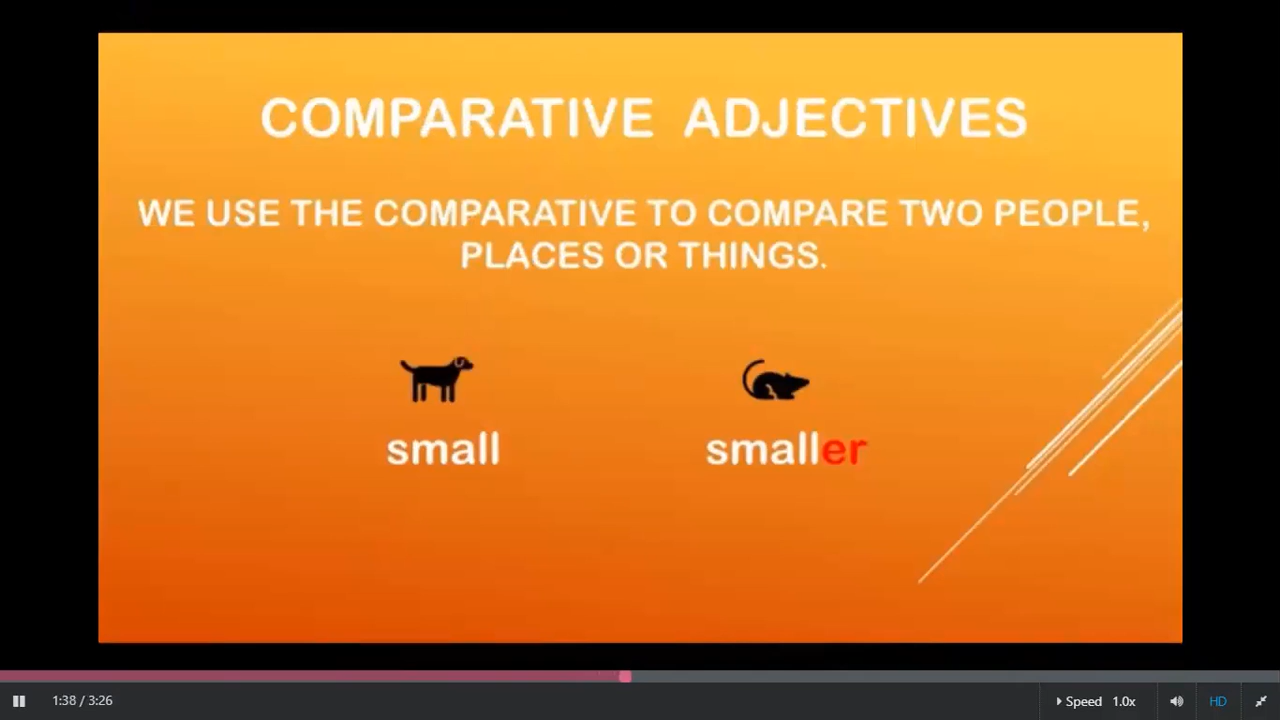 COMPARATIVE ADJECTIVES
WE USE THE COMPARATIVE TO COMPARE TWO PEOPLE,
PLACES OR THINGS.
small smaller
1:38 / 3:26 Speed 1.0x HD